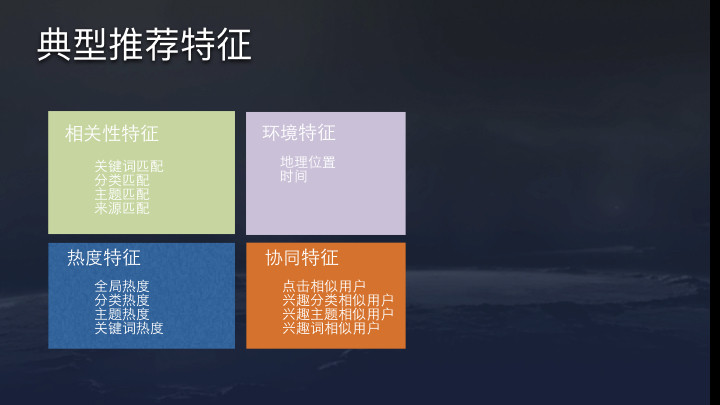 典型推荐特征
相关性特征
关键词匹配
分类匹配
主题匹配
来源匹配
环境特征
地理位置
时间
热度特征
全局热度
分类热度
主题热度
关键词热度
协同特征
点击相似用户
兴趣分类相似用户
兴趣主题相似用户
兴趣词相似用户